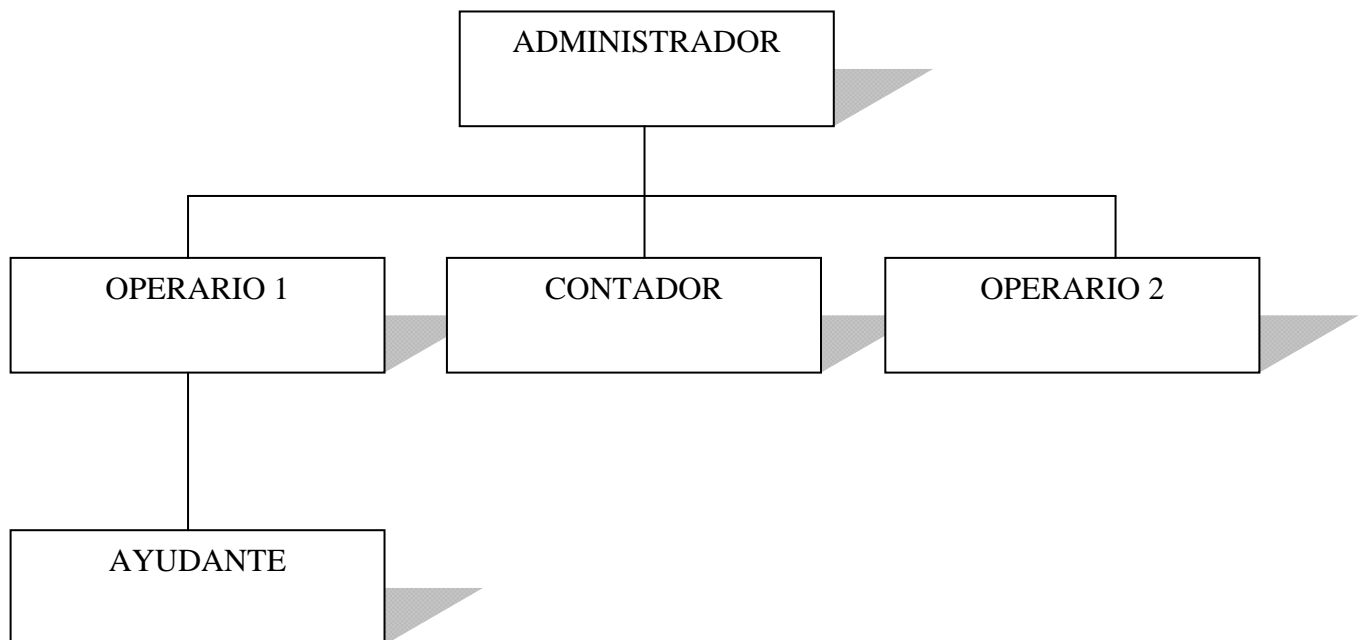 ADMINISTRADOR
OPERARIO 1
CONTADOR
OPERARIO 2
AYUDANTE